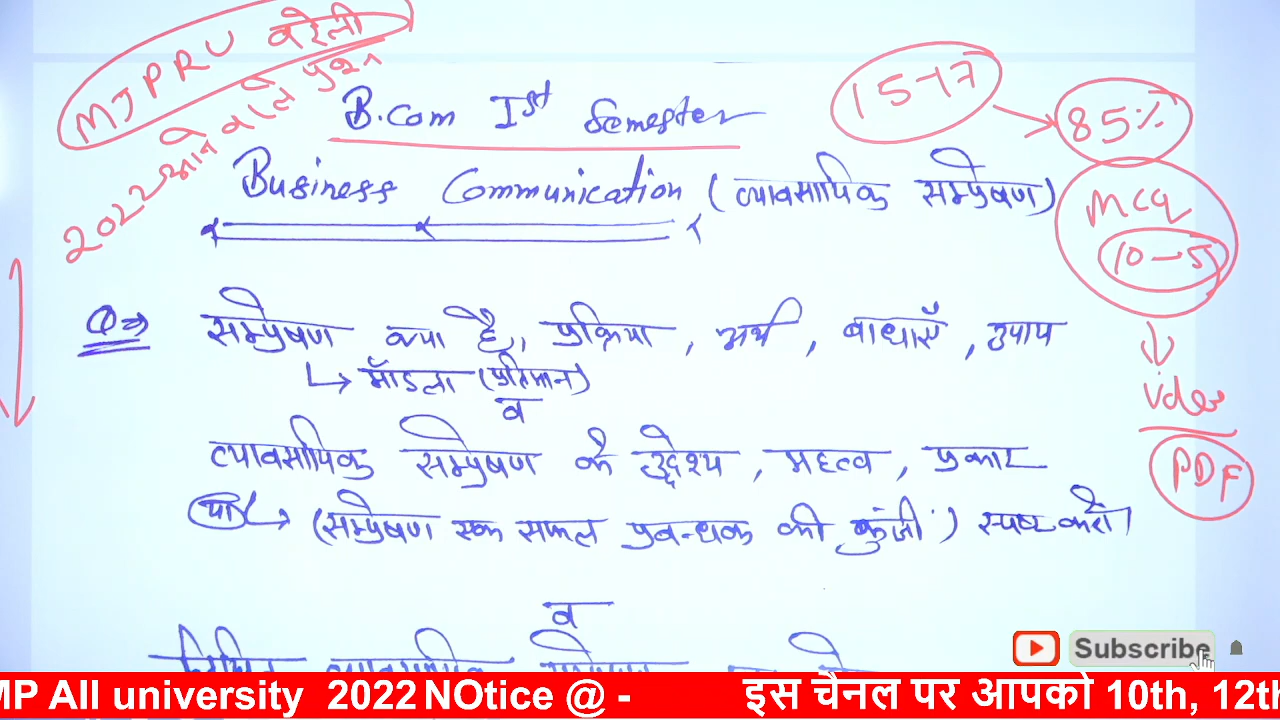 MJPRU बरेली
2022 आने वाले प्रश्न
15-17
85%
B.Com Ist Semester
Business Communication (व्यावसायिक सम्प्रेषण)
mcq
10-5
Q⇒ सम्प्रेषण क्या है, प्रक्रिया, अर्थ, बाधाएँ, उपाय
↳ मॉडल (प्रतिमान)
व
व्यावसायिक सम्प्रेषण के उद्देश्य, महत्व, प्रकार
या ↳ (सम्प्रेषण एक सफल प्रबन्धक की कुंजी) स्पष्ट करो।
PDF
व
Subscribe
MP All university 2022 NOtice @ - इस चैनल पर आपको 10th, 12th